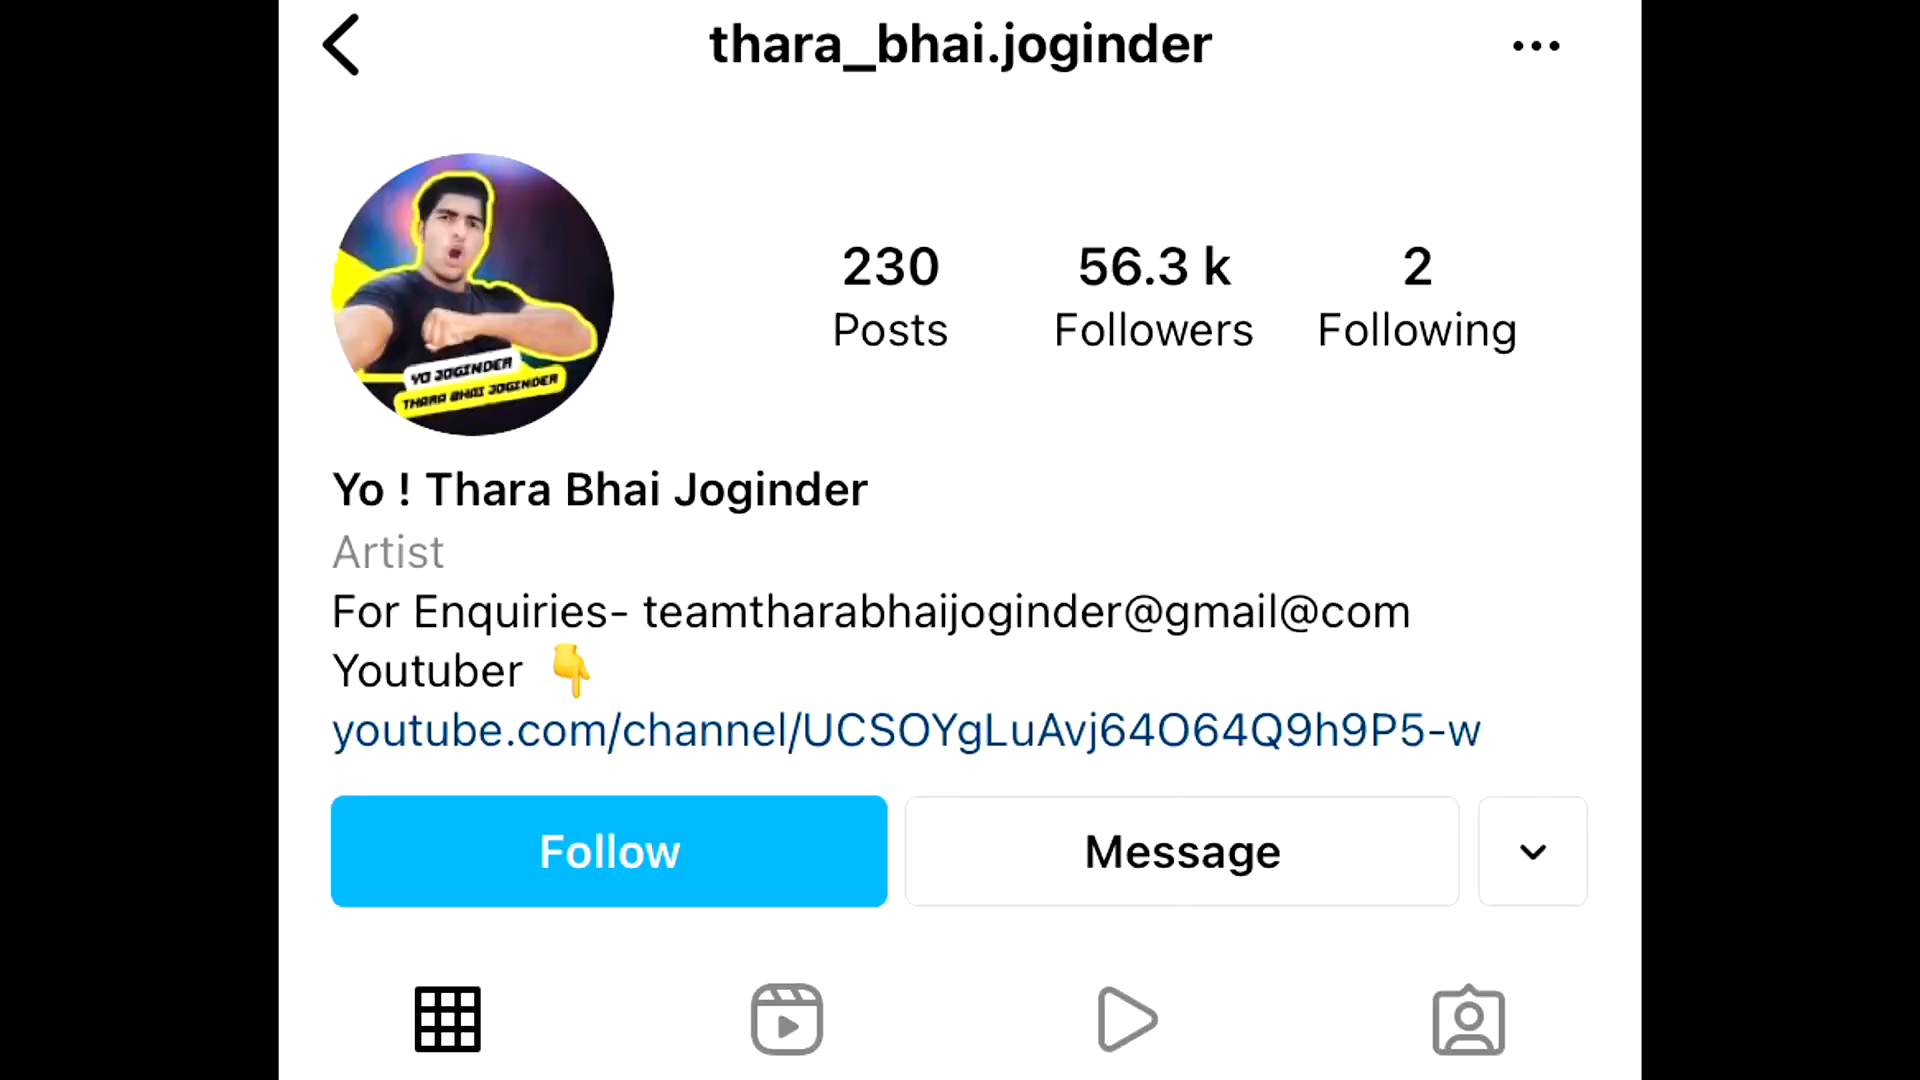 thara_bhai.joginder
YO JOGINDER
THARA BHAI JOGINDER
230
Posts
56.3 k
Followers
2
Following
Yo ! Thara Bhai Joginder
Artist
For Enquiries- teamtharabhaijoginder@gmail@com
Youtuber 👇
youtube.com/channel/UCSOYgLuAvj64O64Q9h9P5-w
Follow
Message